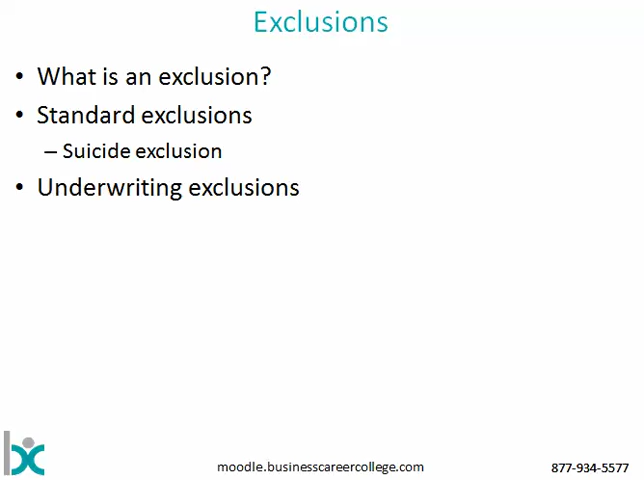 Exclusions
• What is an exclusion?
• Standard exclusions
– Suicide exclusion
• Underwriting exclusions
moodle.businesscareercollege.com
877-934-5577